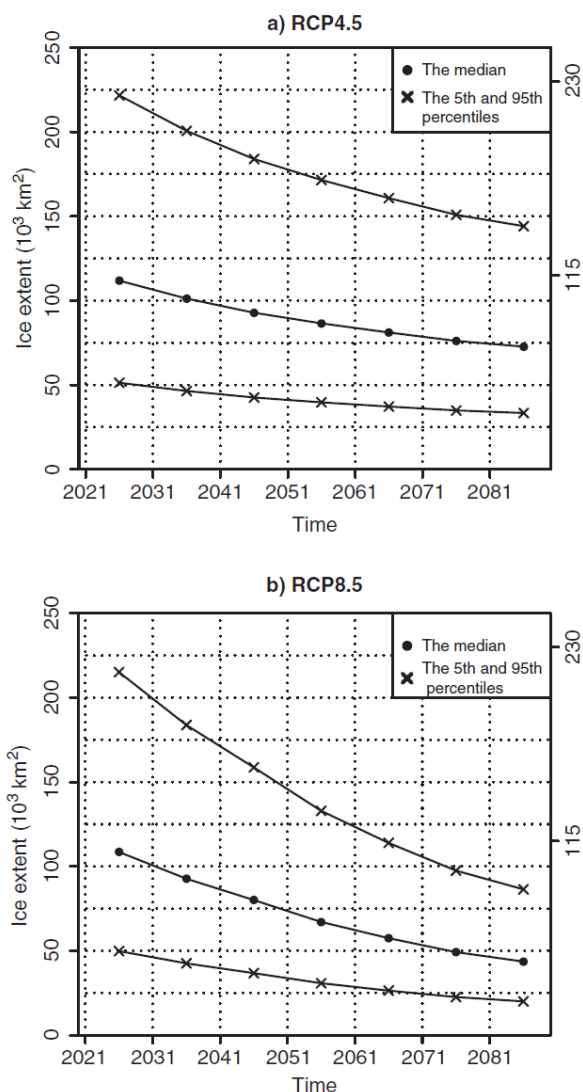 a) RCP4.5
250
200
150
100
50
0
Ice extent (10³ km²)
The median
The 5th and 95th
percentiles
230
115
2021 2031 2041 2051 2061 2071 2081
Time
b) RCP8.5
250
200
150
100
50
0
Ice extent (10³ km²)
The median
The 5th and 95th
percentiles
230
115
2021 2031 2041 2051 2061 2071 2081
Time